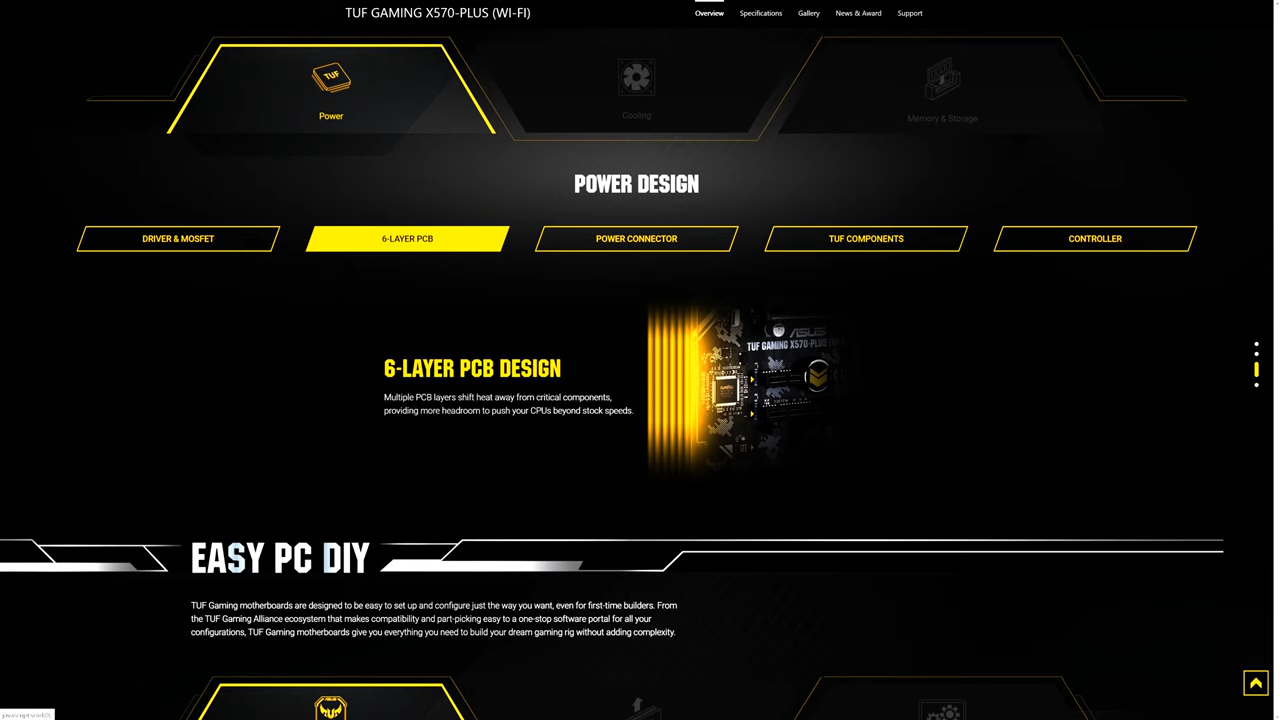 TUF GAMING X570-PLUS (WI-FI)
Overview
Specifications
Gallery
News & Award
Support
TUF
Power
Cooling
Memory & Storage
POWER DESIGN
DRIVER & MOSFET
6-LAYER PCB
POWER CONNECTOR
TUF COMPONENTS
CONTROLLER
6-LAYER PCB DESIGN
Multiple PCB layers shift heat away from critical components,
providing more headroom to push your CPUs beyond stock speeds.
ASUS
TUF GAMING X570-PLUS
EASY PC DIY
TUF Gaming motherboards are designed to be easy to set up and configure just the way you want, even for first-time builders. From
the TUF Gaming Alliance ecosystem that makes compatibility and part-picking easy to a one-stop software portal for all your
configurations, TUF Gaming motherboards give you everything you need to build your dream gaming rig without adding complexity.